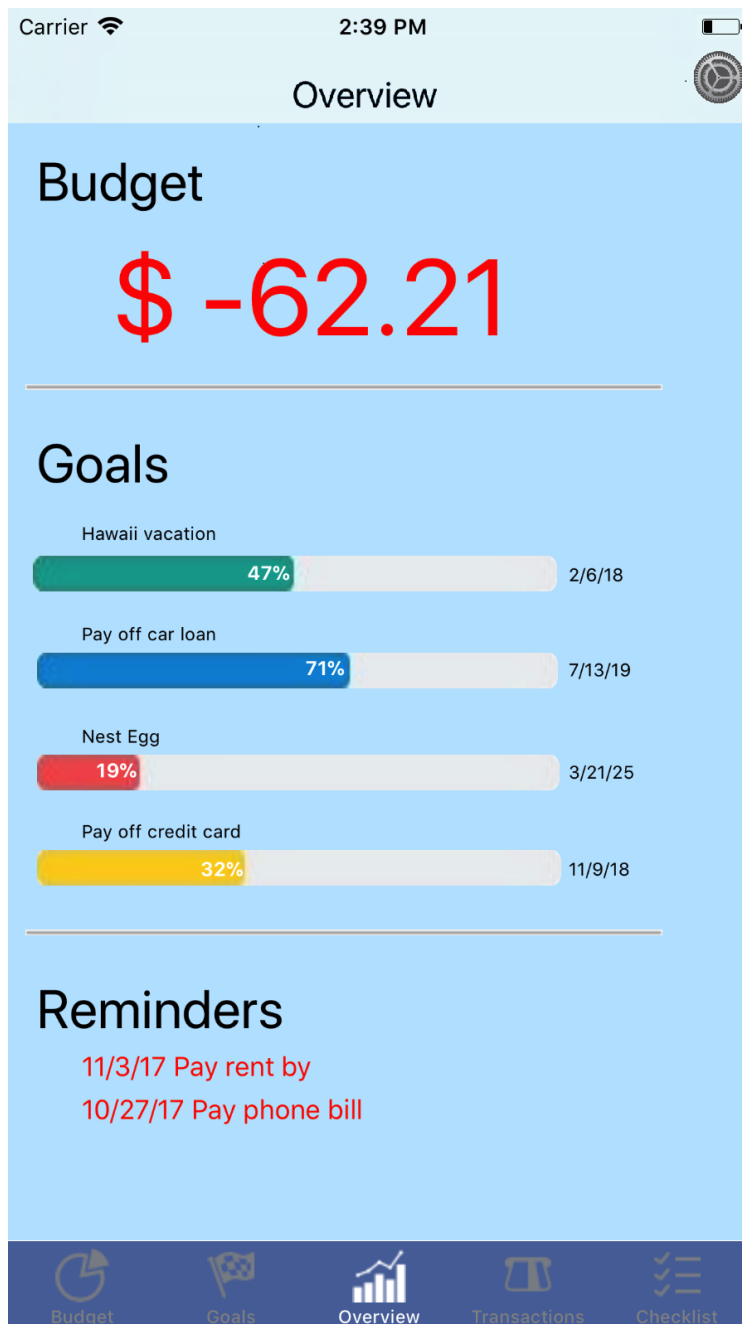 Carrier 2:39 PM
Overview
Budget
$ -62.21
Goals
Hawaii vacation
47% 2/6/18
Pay off car loan
71% 7/13/19
Nest Egg
19% 3/21/25
Pay off credit card
32% 11/9/18
Reminders
11/3/17 Pay rent by
10/27/17 Pay phone bill
Budget Goals Overview Transactions Checklist